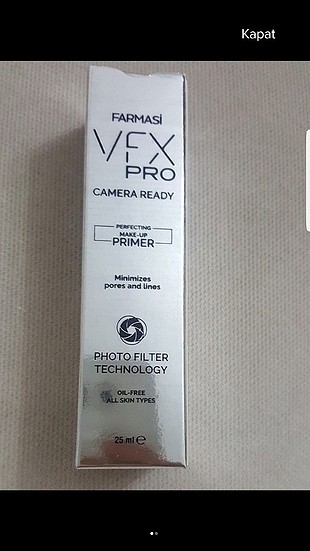 Kapat
FARMASİ
VFX
PRO
CAMERA READY
PERFECTING
MAKE-UP
PRIMER
Minimizes
pores and lines
PHOTO FILTER
TECHNOLOGY
OIL-FREE
ALL SKIN TYPES
25 ml ℮